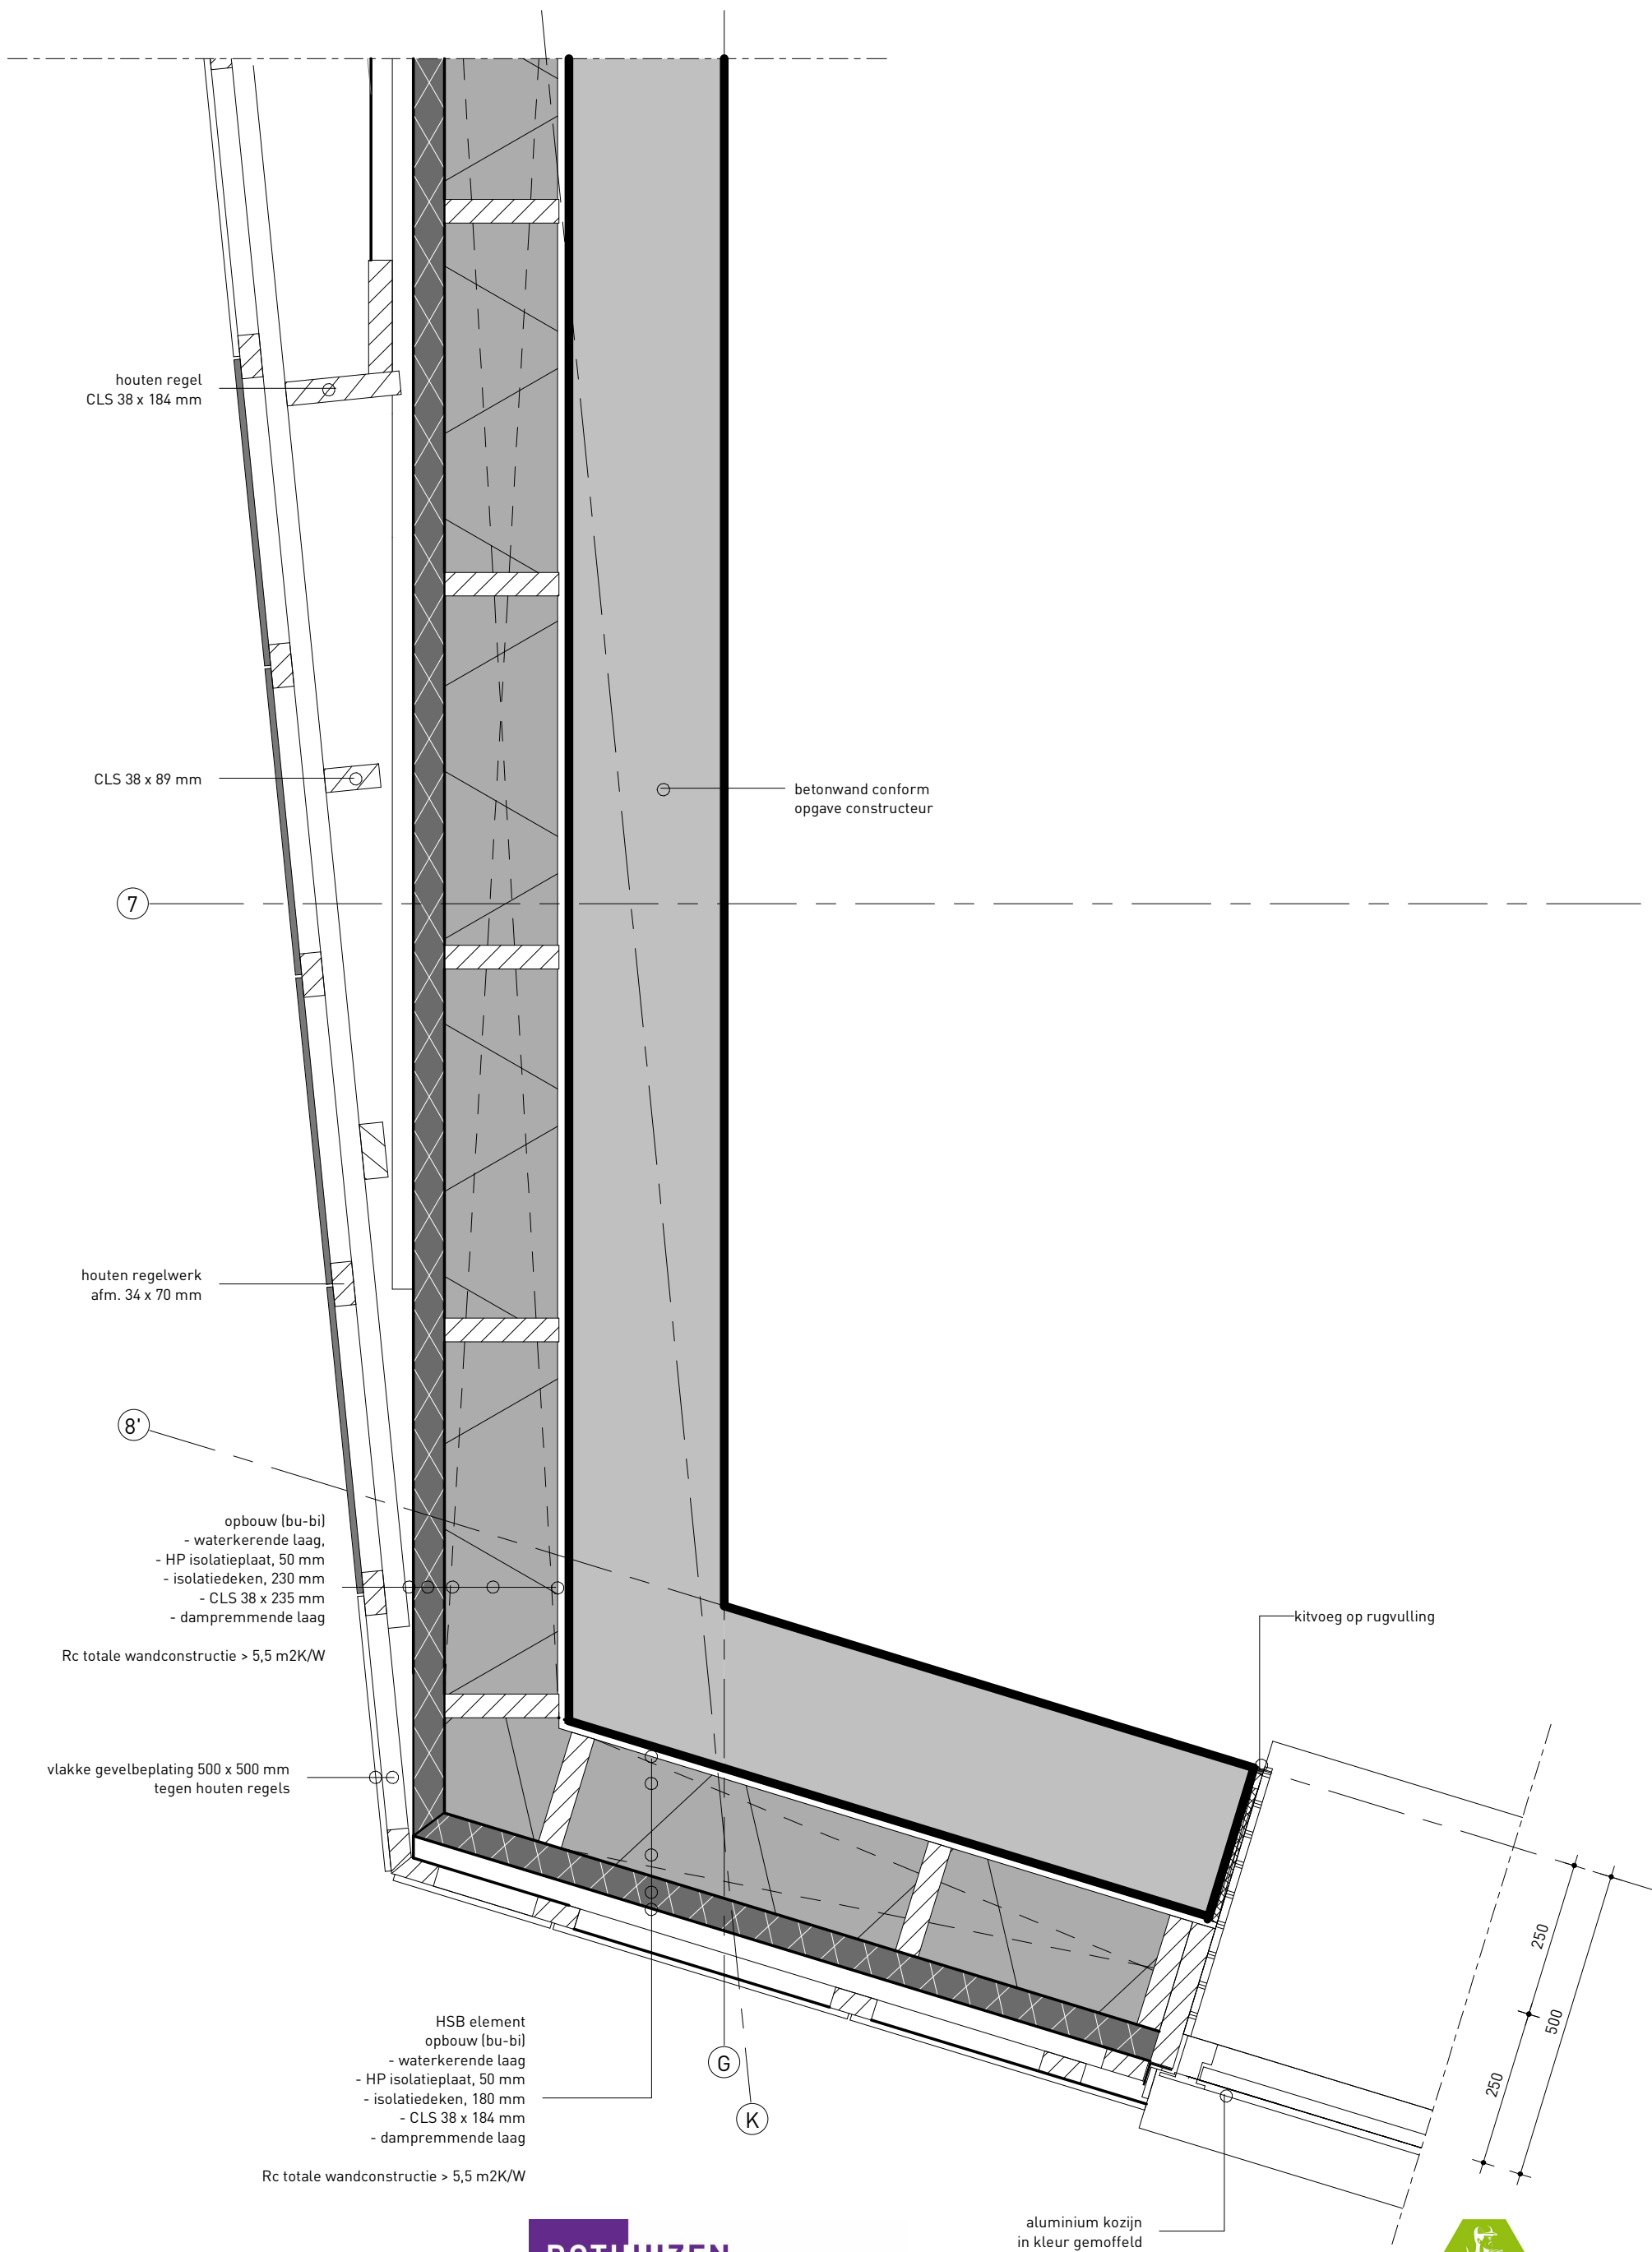 houten regel
CLS 38 x 184 mm
CLS 38 x 89 mm
betonwand conform
opgave constructeur
7
houten regelwerk
afm. 34 x 70 mm
8'
opbouw (bu-bi)
- waterkerende laag,
- HP isolatieplaat, 50 mm
- isolatiedeken, 230 mm
- CLS 38 x 235 mm
- dampremmende laag
Rc totale wandconstructie > 5,5 m2K/W
kitvoeg op rugvulling
vlakke gevelbeplating 500 x 500 mm
tegen houten regels
250
500
250
HSB element
opbouw (bu-bi)
- waterkerende laag
- HP isolatieplaat, 50 mm
- isolatiedeken, 180 mm
- CLS 38 x 184 mm
- dampremmende laag
Rc totale wandconstructie > 5,5 m2K/W
G
K
aluminium kozijn
in kleur gemoffeld